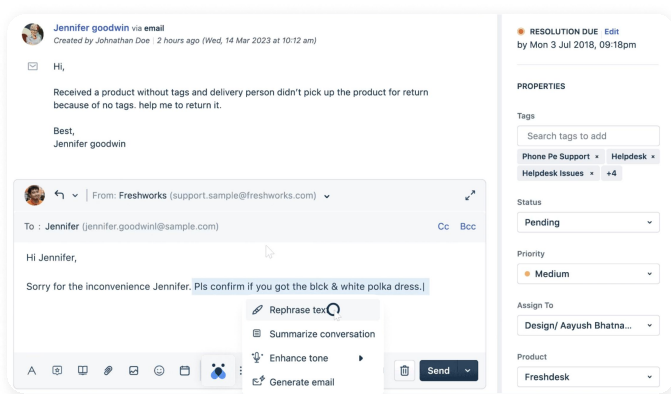 Jennifer goodwin via email
Created by Johnathan Doe | 2 hours ago (Wed, 14 Mar 2023 at 10:12 am)
Hi,
Received a product without tags and delivery person didn't pick up the product for return
because of no tags. help me to return it.
Best,
Jennifer goodwin
From: Freshworks (support.sample@freshworks.com)
To : Jennifer (jennifer.goodwinl@sample.com)
Cc Bcc
Hi Jennifer,
Sorry for the inconvenience Jennifer. Pls confirm if you got the blck & white polka dress.
Rephrase text
Summarize conversation
Enhance tone
Generate email
Send
RESOLUTION DUE Edit
by Mon 3 Jul 2018, 09:18pm
PROPERTIES
Tags
Search tags to add
Phone Pe Support × Helpdesk ×
Helpdesk Issues × +4
Status
Pending
Priority
Medium
Assign To
Design/ Aayush Bhatna...
Product
Freshdesk